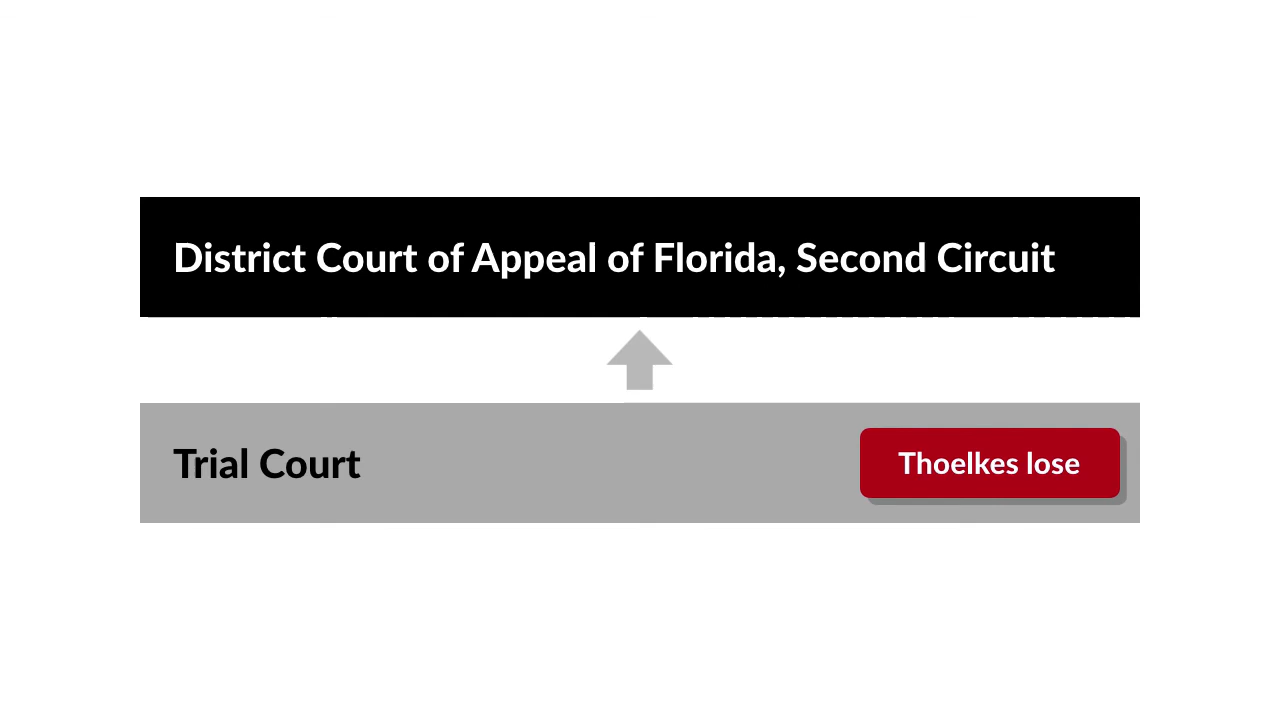 District Court of Appeal of Florida, Second Circuit
Trial Court
Thoelkes lose